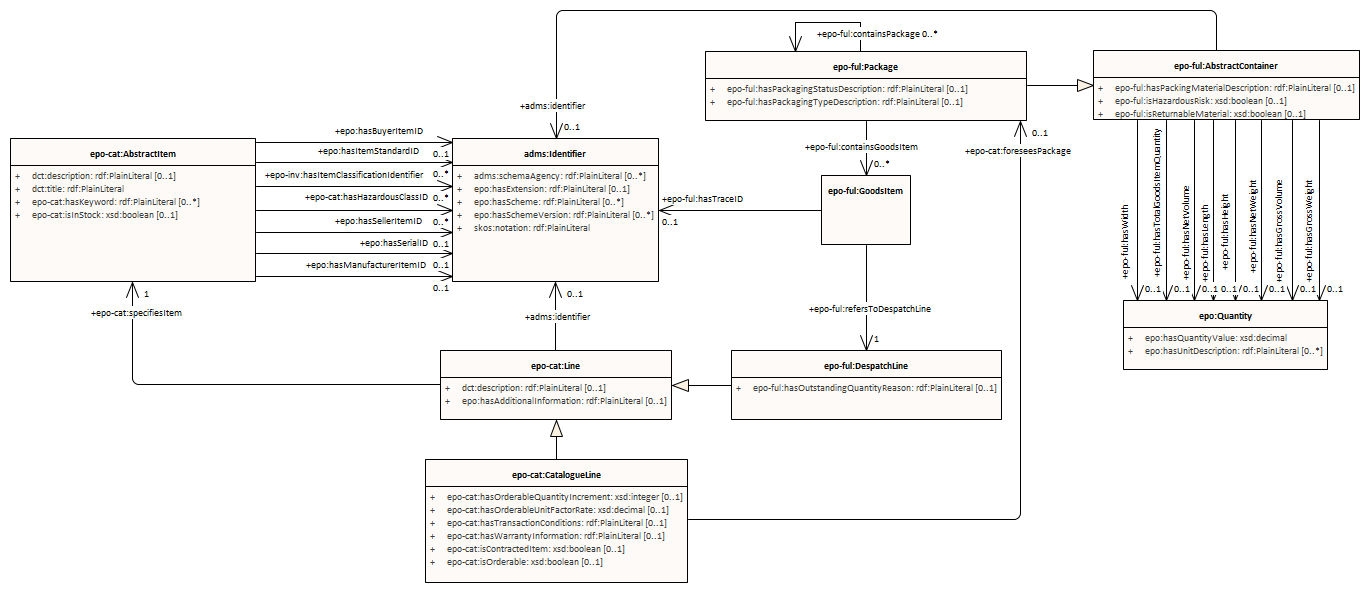 +epo-ful:containsPackage 0..*
epo-ful:Package
+ epo-ful:hasPackagingStatusDescription: rdf:PlainLiteral [0..1]
+ epo-ful:hasPackagingTypeDescription: rdf:PlainLiteral [0..1]
epo-ful:AbstractContainer
+ epo-ful:hasPackingMaterialDescription: rdf:PlainLiteral [0..1]
+ epo-ful:isHazardousRisk: xsd:boolean [0..1]
+ epo-ful:isReturnableMaterial: xsd:boolean [0..1]
+adms:identifier
0..1
epo-cat:AbstractItem
+ dct:description: rdf:PlainLiteral [0..1]
+ dct:title: rdf:PlainLiteral
+ epo-cat:hasKeyword: rdf:PlainLiteral [0..*]
+ epo-cat:isInStock: xsd:boolean [0..1]
+epo:hasBuyerItemID
0..1
+epo:hasItemStandardID
0..*
+epo-inv:hasItemClassificationIdentifier
0..*
+epo-cat:hasHazardousClassID
0..*
+epo:hasSellerItemID
0..1
+epo:hasSerialID
0..1
+epo:hasManufacturerItemID
0..1
adms:Identifier
+ adms:schemaAgency: rdf:PlainLiteral [0..*]
+ epo:hasExtension: rdf:PlainLiteral [0..1]
+ epo:hasScheme: rdf:PlainLiteral [0..*]
+ epo:hasSchemeVersion: rdf:PlainLiteral [0..*]
+ skos:notation: rdf:PlainLiteral
+epo-ful:containsGoodsItem
0..*
epo-ful:GoodsItem
+epo-ful:hasTraceID
0..1
0..1
+epo-cat:foreseesPackage
+epo-ful:hasWidth
0..1
+epo-ful:hasTotalGoodsItemQuantity
0..1
+epo-ful:hasNetVolume
0..1
+epo-ful:hasLength
0..1
+epo-ful:hasHeight
0..1
+epo-ful:hasNetWeight
0..1
+epo-ful:hasGrossVolume
0..1
+epo-ful:hasGrossWeight
0..1
epo:Quantity
+ epo:hasQuantityValue: xsd:decimal
+ epo:hasUnitDescription: rdf:PlainLiteral [0..*]
1
+epo-cat:specifiesItem
0..1
+adms:identifier
+epo-ful:refersToDespatchLine
1
epo-cat:Line
+ dct:description: rdf:PlainLiteral [0..1]
+ epo:hasAdditionalInformation: rdf:PlainLiteral [0..1]
epo-ful:DespatchLine
+ epo-ful:hasOutstandingQuantityReason: rdf:PlainLiteral [0..1]
epo-cat:CatalogueLine
+ epo-cat:hasOrderableQuantityIncrement: xsd:integer [0..1]
+ epo-cat:hasOrderableUnitFactorRate: xsd:decimal [0..1]
+ epo-cat:hasTransactionConditions: rdf:PlainLiteral [0..1]
+ epo-cat:hasWarrantyInformation: rdf:PlainLiteral [0..1]
+ epo-cat:isContractedItem: xsd:boolean [0..1]
+ epo-cat:isOrderable: xsd:boolean [0..1]